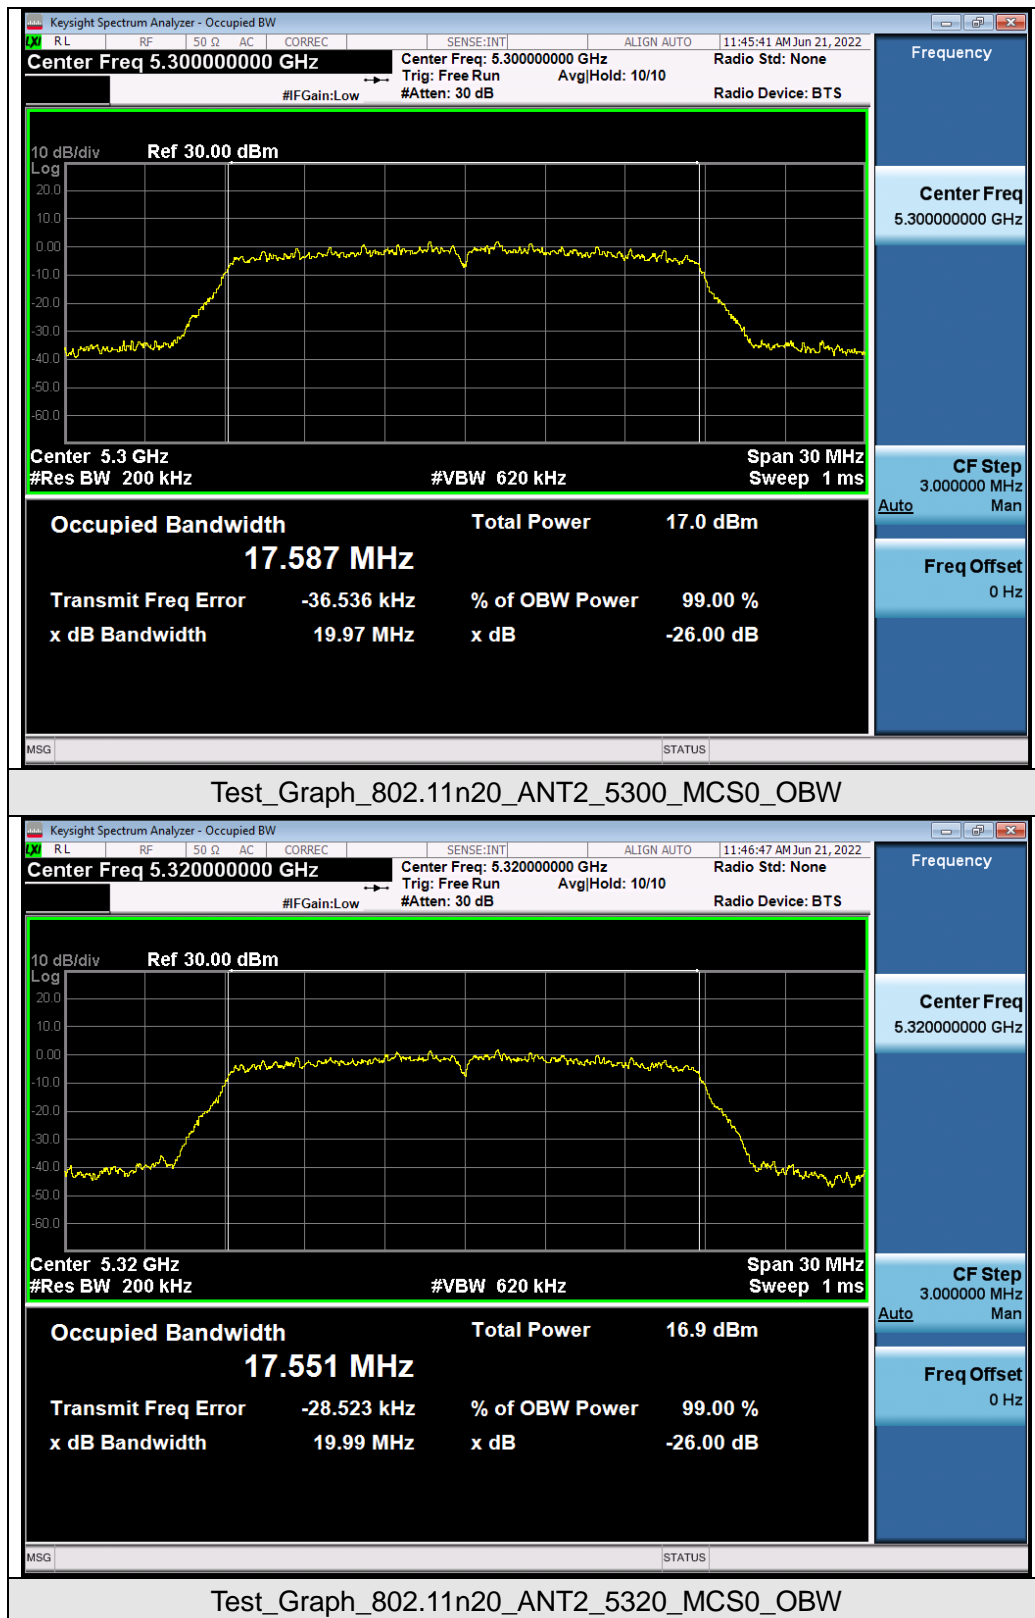 Keysight Spectrum Analyzer - Occupied BW
LXI RL RF 50 Ω AC CORREC SENSE:INT ALIGN AUTO 11:45:41 AM Jun 21, 2022
Center Freq 5.300000000 GHz
Center Freq: 5.300000000 GHz
Radio Std: None
Trig: Free Run Avg|Hold: 10/10
#IFGain:Low
#Atten: 30 dB
Radio Device: BTS
Frequency
10 dB/div Ref 30.00 dBm
Log
20.0
10.0
0.00
-10.0
-20.0
-30.0
-40.0
-50.0
-60.0
Center Freq
5.300000000 GHz
Center 5.3 GHz Span 30 MHz
#Res BW 200 kHz #VBW 620 kHz Sweep 1 ms
CF Step
3.000000 MHz
Auto Man
Occupied Bandwidth Total Power 17.0 dBm
17.587 MHz
Transmit Freq Error -36.536 kHz % of OBW Power 99.00 %
x dB Bandwidth 19.97 MHz x dB -26.00 dB
Freq Offset
0 Hz
MSG STATUS
Test_Graph_802.11n20_ANT2_5300_MCS0_OBW
Keysight Spectrum Analyzer - Occupied BW
LXI RL RF 50 Ω AC CORREC SENSE:INT ALIGN AUTO 11:46:47 AM Jun 21, 2022
Center Freq 5.320000000 GHz
Center Freq: 5.320000000 GHz
Radio Std: None
Trig: Free Run Avg|Hold: 10/10
#IFGain:Low
#Atten: 30 dB
Radio Device: BTS
Frequency
10 dB/div Ref 30.00 dBm
Log
20.0
10.0
0.00
-10.0
-20.0
-30.0
-40.0
-50.0
-60.0
Center Freq
5.320000000 GHz
Center 5.32 GHz Span 30 MHz
#Res BW 200 kHz #VBW 620 kHz Sweep 1 ms
CF Step
3.000000 MHz
Auto Man
Occupied Bandwidth Total Power 16.9 dBm
17.551 MHz
Transmit Freq Error -28.523 kHz % of OBW Power 99.00 %
x dB Bandwidth 19.99 MHz x dB -26.00 dB
Freq Offset
0 Hz
MSG STATUS
Test_Graph_802.11n20_ANT2_5320_MCS0_OBW